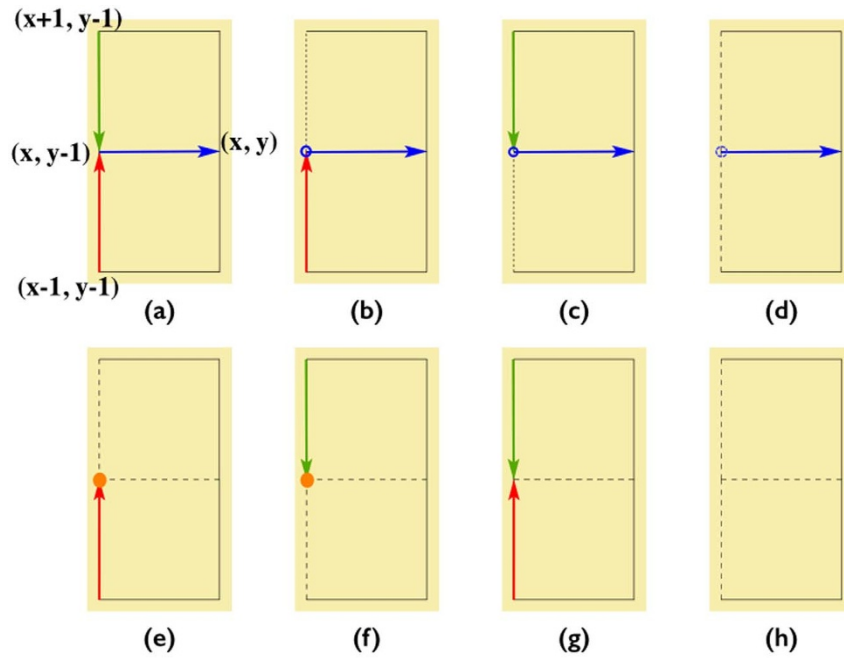 (x+1, y-1)
(x, y-1)
(x, y)
(x-1, y-1)
(a)
(b)
(c)
(d)
(e)
(f)
(g)
(h)